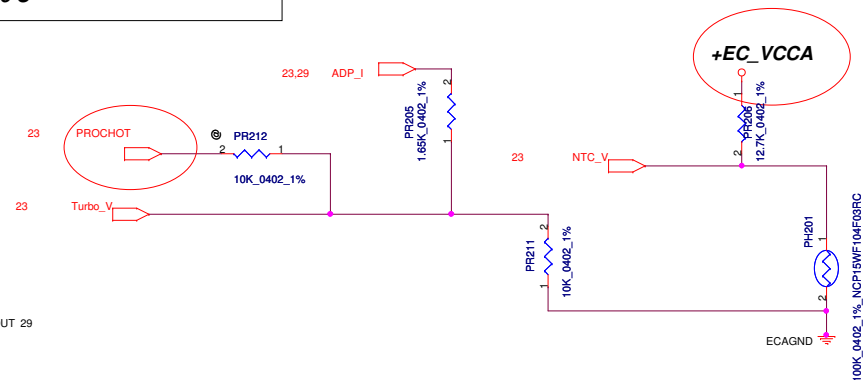 +EC_VCCA
23,29 ADP_I
2
PR205
1.65K_0402_1%
1
1
PR206
12.7K_0402_1%
2
23 PROCHOT
@ PR212
2 1
10K_0402_1%
23 NTC_V
23 Turbo_V
2
PR211
10K_0402_1%
1
1
PH201
2
100K_0402_1%_NCP15WF104F03RC
UT 29
ECAGND